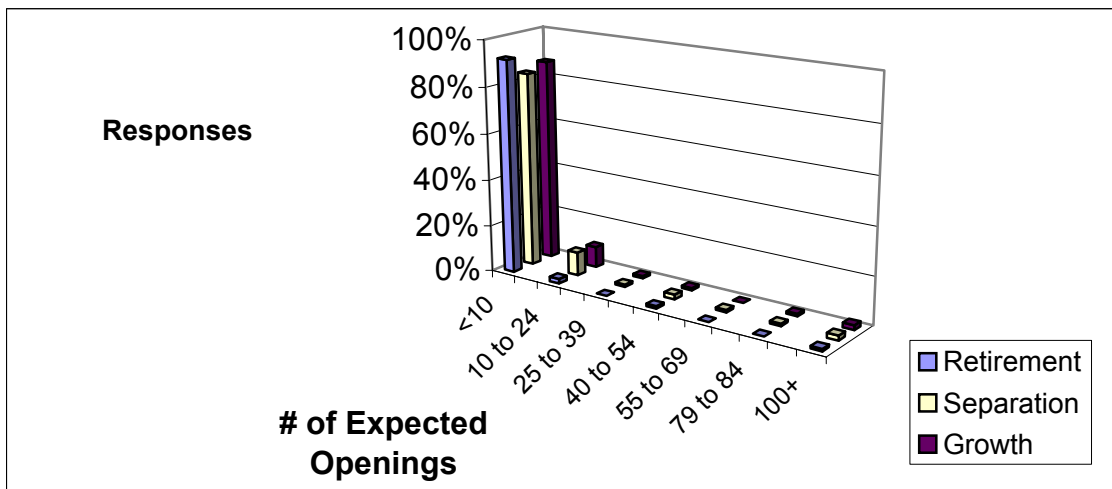 100%
80%
60%
40%
20%
0%
Responses
<10
10 to 24
25 to 39
40 to 54
55 to 69
79 to 84
100+
# of Expected
Openings
Retirement
Separation
Growth